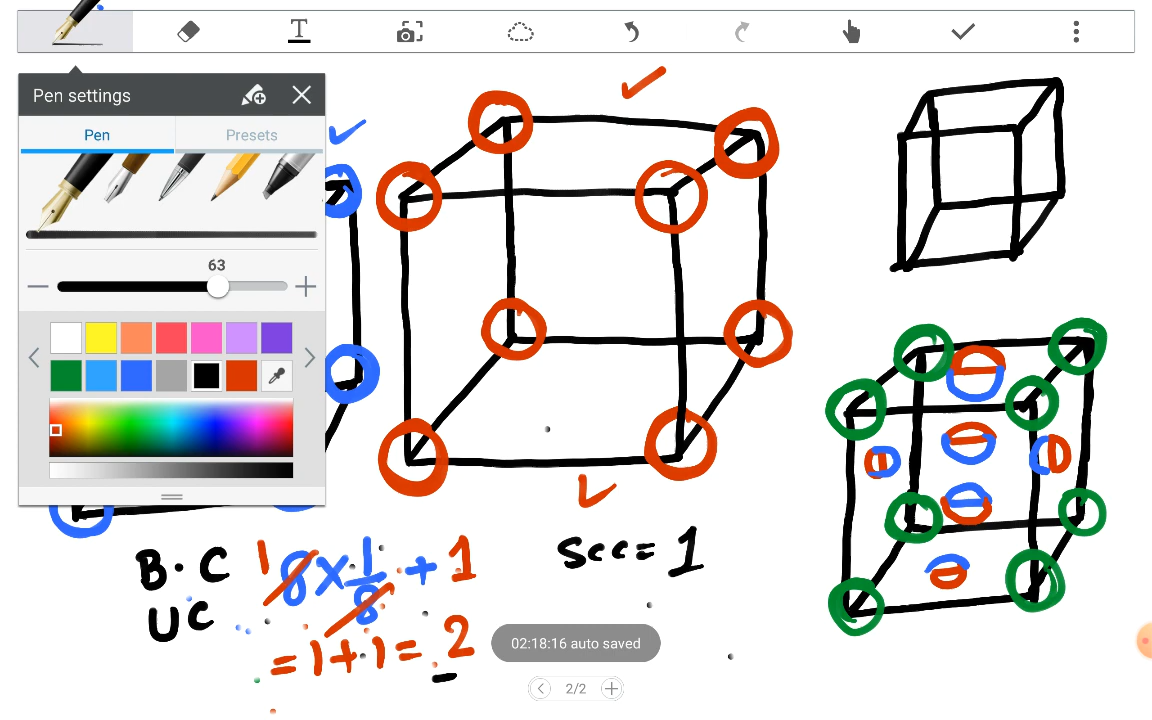 T
Pen settings
Pen Presets
63
B.C 1 8 x 1/8 + 1
UC
= 1 + 1 = 2
scc = 1
02:18:16 auto saved
2/2